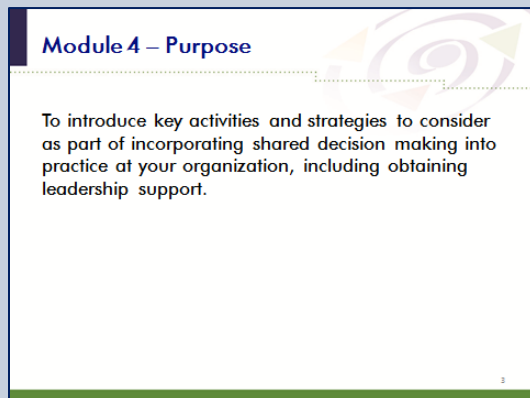 Module 4 – Purpose
To introduce key activities and strategies to consider
as part of incorporating shared decision making into
practice at your organization, including obtaining
leadership support.
3